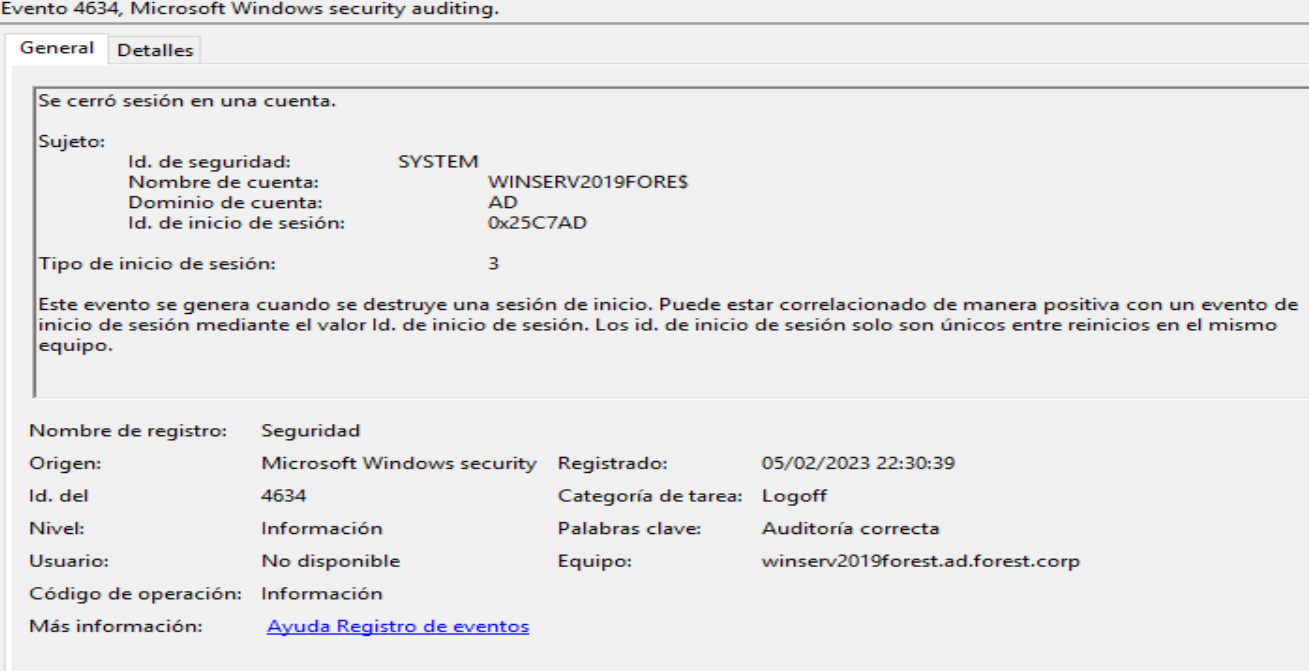 Evento 4634, Microsoft Windows security auditing.
General Detalles
Se cerró sesión en una cuenta.
Sujeto:
Id. de seguridad: SYSTEM
Nombre de cuenta: WINSERV2019FORE$
Dominio de cuenta: AD
Id. de inicio de sesión: 0x25C7AD
Tipo de inicio de sesión: 3
Este evento se genera cuando se destruye una sesión de inicio. Puede estar correlacionado de manera positiva con un evento de
inicio de sesión mediante el valor Id. de inicio de sesión. Los id. de inicio de sesión solo son únicos entre reinicios en el mismo
equipo.
Nombre de registro: Seguridad
Origen: Microsoft Windows security Registrado: 05/02/2023 22:30:39
Id. del 4634 Categoría de tarea: Logoff
Nivel: Información Palabras clave: Auditoría correcta
Usuario: No disponible Equipo: winserv2019forest.ad.forest.corp
Código de operación: Información
Más información: Ayuda Registro de eventos